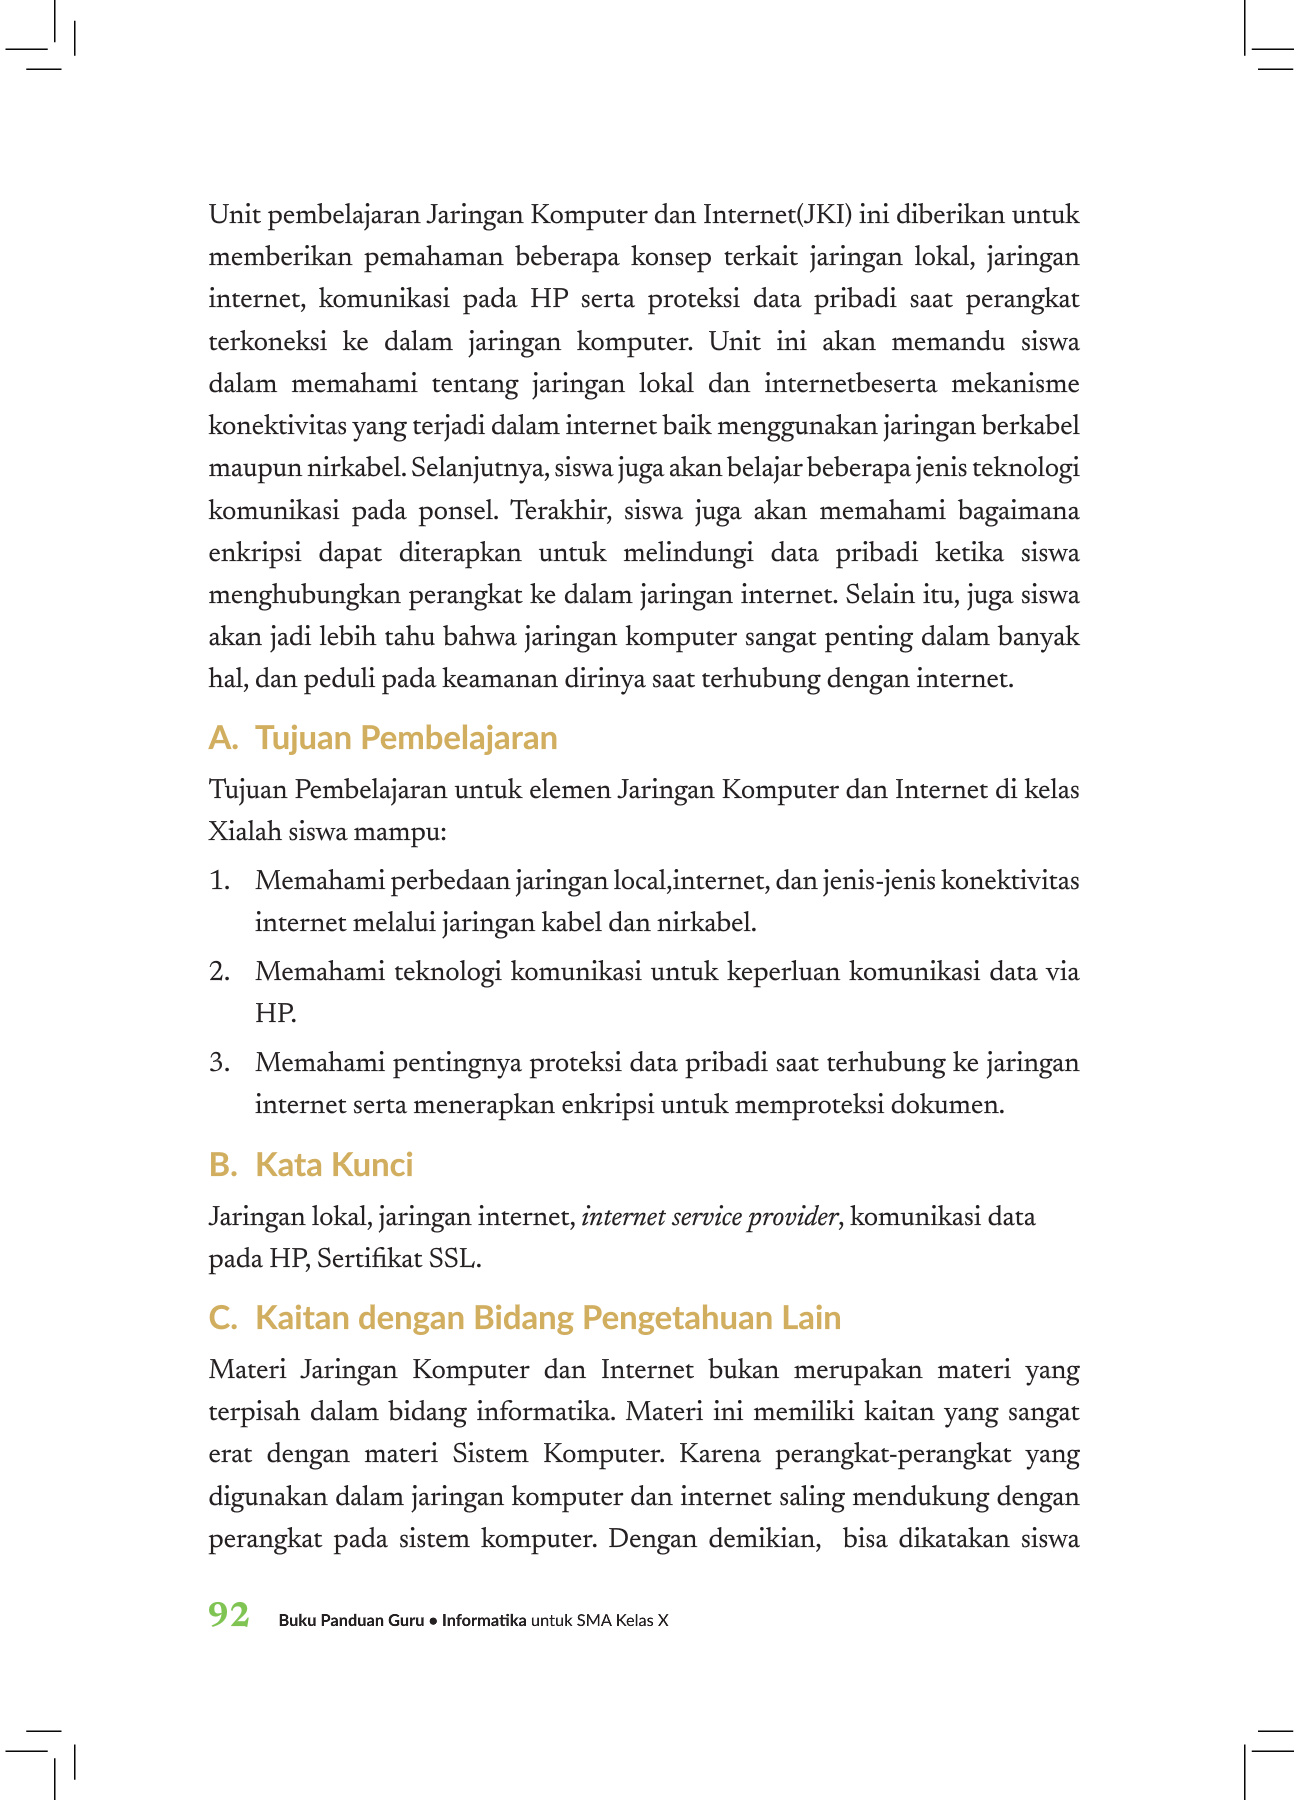 Unit pembelajaran Jaringan Komputer dan Internet(JKI) ini diberikan untuk
memberikan pemahaman beberapa konsep terkait jaringan lokal, jaringan
internet, komunikasi pada HP serta proteksi data pribadi saat perangkat
terkoneksi ke dalam jaringan komputer. Unit ini akan memandu siswa
dalam memahami tentang jaringan lokal dan internetbeserta mekanisme
konektivitas yang terjadi dalam internet baik menggunakan jaringan berkabel
maupun nirkabel. Selanjutnya, siswa juga akan belajar beberapa jenis teknologi
komunikasi pada ponsel. Terakhir, siswa juga akan memahami bagaimana
enkripsi dapat diterapkan untuk melindungi data pribadi ketika siswa
menghubungkan perangkat ke dalam jaringan internet. Selain itu, juga siswa
akan jadi lebih tahu bahwa jaringan komputer sangat penting dalam banyak
hal, dan peduli pada keamanan dirinya saat terhubung dengan internet.
A. Tujuan Pembelajaran
Tujuan Pembelajaran untuk elemen Jaringan Komputer dan Internet di kelas
Xialah siswa mampu:
1. Memahami perbedaan jaringan local,internet, dan jenis-jenis konektivitas
internet melalui jaringan kabel dan nirkabel.
2. Memahami teknologi komunikasi untuk keperluan komunikasi data via
HP.
3. Memahami pentingnya proteksi data pribadi saat terhubung ke jaringan
internet serta menerapkan enkripsi untuk memproteksi dokumen.
B. Kata Kunci
Jaringan lokal, jaringan internet, internet service provider, komunikasi data
pada HP, Sertifikat SSL.
C. Kaitan dengan Bidang Pengetahuan Lain
Materi Jaringan Komputer dan Internet bukan merupakan materi yang
terpisah dalam bidang informatika. Materi ini memiliki kaitan yang sangat
erat dengan materi Sistem Komputer. Karena perangkat-perangkat yang
digunakan dalam jaringan komputer dan internet saling mendukung dengan
perangkat pada sistem komputer. Dengan demikian, bisa dikatakan siswa
92 Buku Panduan Guru • Informatika untuk SMA Kelas X